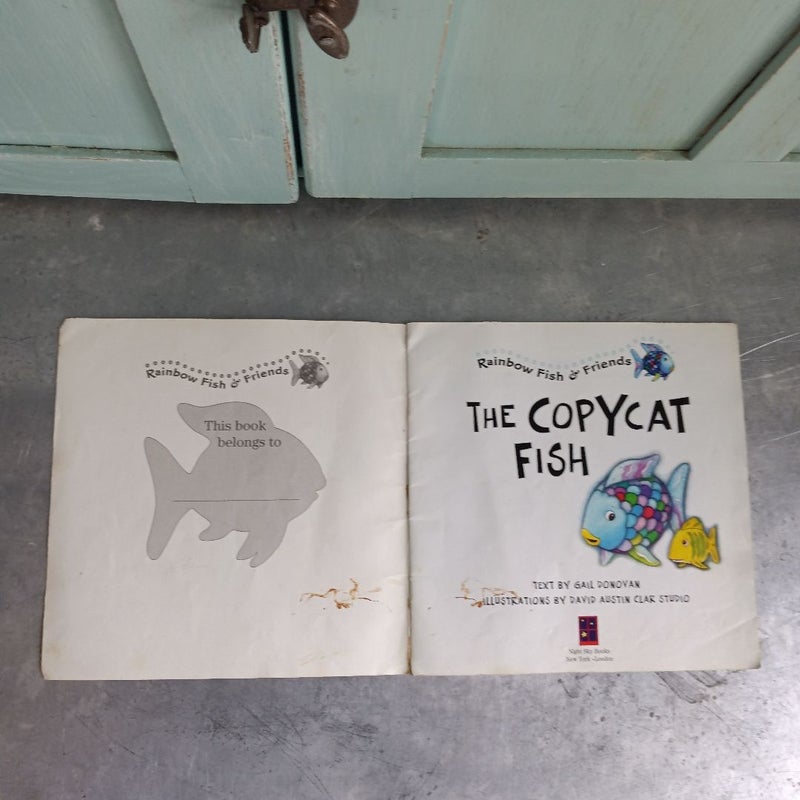 Rainbow Fish & Friends
This book
belongs to
Rainbow Fish & Friends
THE COPYCAT
FISH
TEXT BY GAIL DONOVAN
ILLUSTRATIONS BY DAVID AUSTIN CLAR STUDIO
Night Sky Books
New York • London